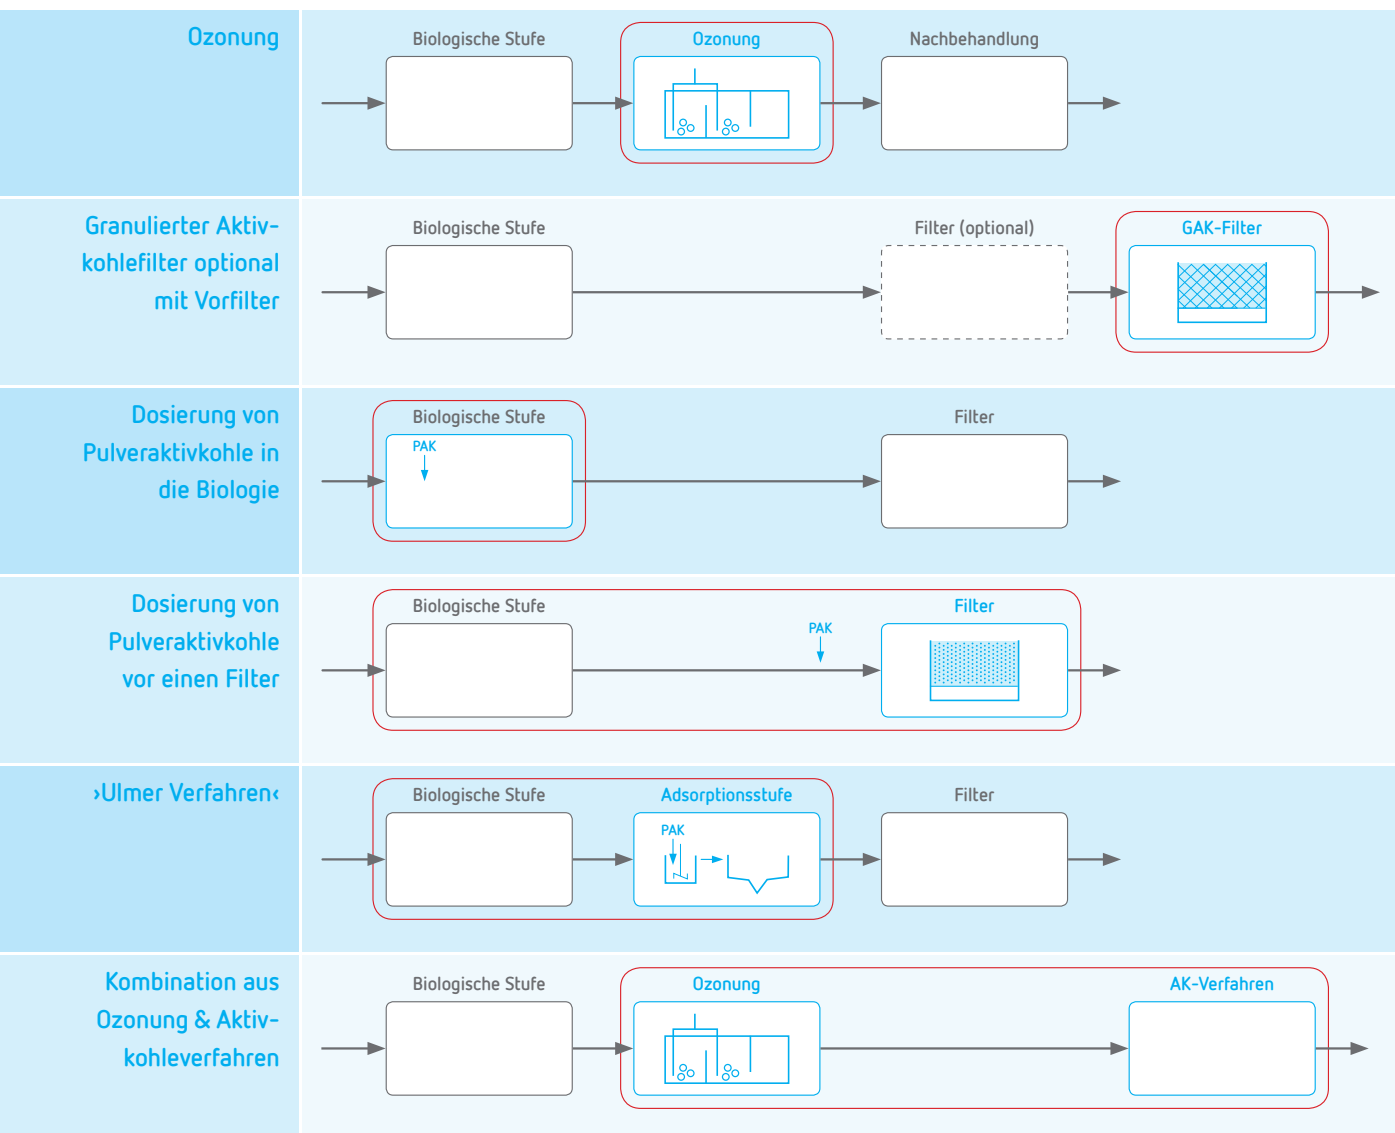 Ozonung
Biologische Stufe
Ozonung
Nachbehandlung
Granulierter Aktiv-
kohlefilter optional
mit Vorfilter
Biologische Stufe
Filter (optional)
GAK-Filter
Dosierung von
Pulveraktivkohle in
die Biologie
Biologische Stufe
PAK
Filter
Dosierung von
Pulveraktivkohle
vor einen Filter
Biologische Stufe
PAK
Filter
›Ulmer Verfahren‹
Biologische Stufe
Adsorptionsstufe
PAK
Filter
Kombination aus
Ozonung & Aktiv-
kohleverfahren
Biologische Stufe
Ozonung
AK-Verfahren